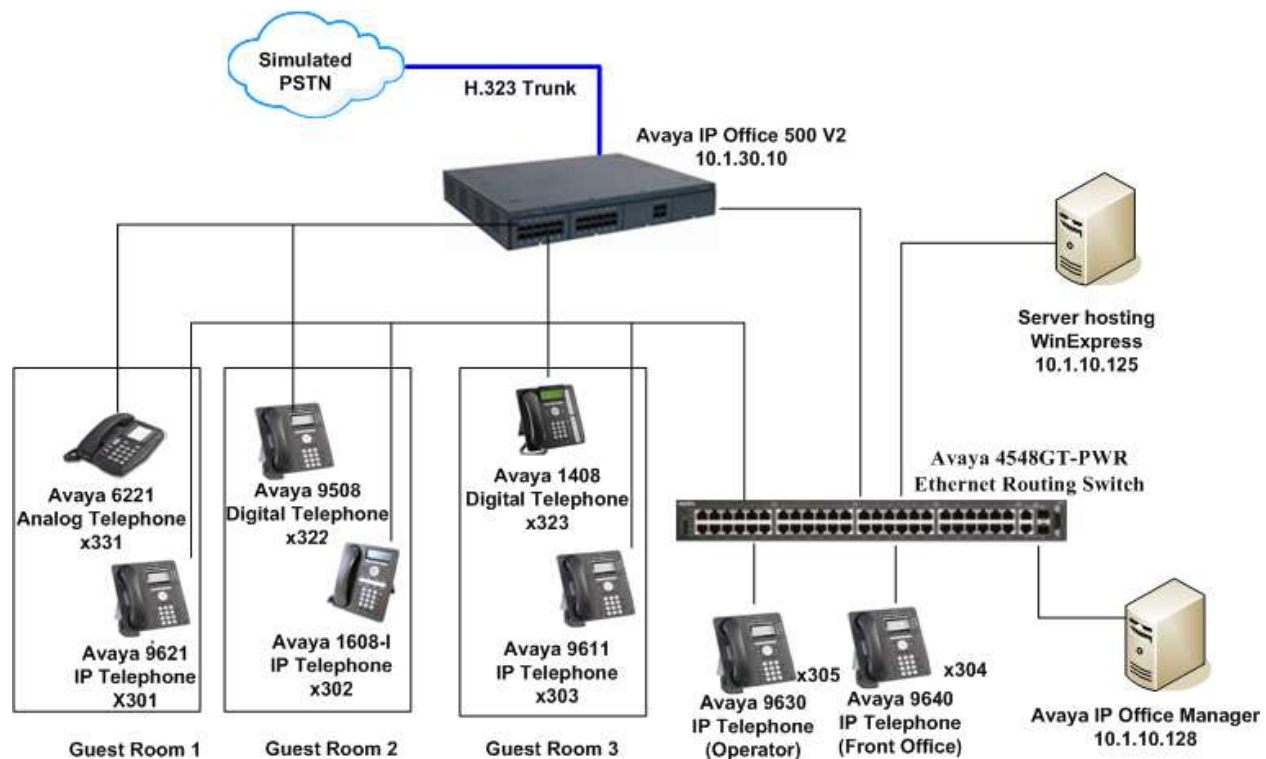 Simulated
PSTN
H.323 Trunk
Avaya IP Office 500 V2
10.1.30.10
Server hosting
WinExpress
10.1.10.125
Avaya 4548GT-PWR
Ethernet Routing Switch
Avaya 6221
Analog Telephone
x331
Avaya 9508
Digital Telephone
x322
Avaya 1408
Digital Telephone
x323
Avaya 9621
IP Telephone
X301
Avaya 1608-I
IP Telephone
x302
Avaya 9611
IP Telephone
x303
x305
Avaya 9630
IP Telephone
(Operator)
x304
Avaya 9640
IP Telephone
(Front Office)
Avaya IP Office Manager
10.1.10.128
Guest Room 1
Guest Room 2
Guest Room 3